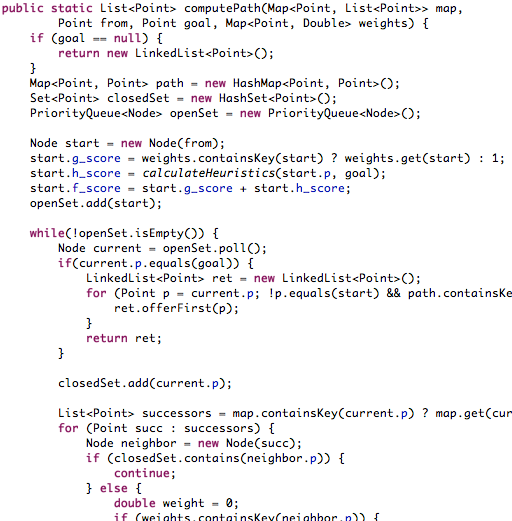 public static List<Point> computePath(Map<Point, List<Point>> map,
        Point from, Point goal, Map<Point, Double> weights) {
    if (goal == null) {
        return new LinkedList<Point>();
    }
    Map<Point, Point> path = new HashMap<Point, Point>();
    Set<Point> closedSet = new HashSet<Point>();
    PriorityQueue<Node> openSet = new PriorityQueue<Node>();

    Node start = new Node(from);
    start.g_score = weights.containsKey(start) ? weights.get(start) : 1;
    start.h_score = calculateHeuristics(start.p, goal);
    start.f_score = start.g_score + start.h_score;
    openSet.add(start);

    while(!openSet.isEmpty()) {
        Node current = openSet.poll();
        if(current.p.equals(goal)) {
            LinkedList<Point> ret = new LinkedList<Point>();
            for (Point p = current.p; !p.equals(start) && path.containsKe
                ret.offerFirst(p);
            }
            return ret;
        }

        closedSet.add(current.p);

        List<Point> successors = map.containsKey(current.p) ? map.get(cur
        for (Point succ : successors) {
            Node neighbor = new Node(succ);
            if (closedSet.contains(neighbor.p)) {
                continue;
            } else {
                double weight = 0;
                if (weights.containsKey(neighbor.p)) {